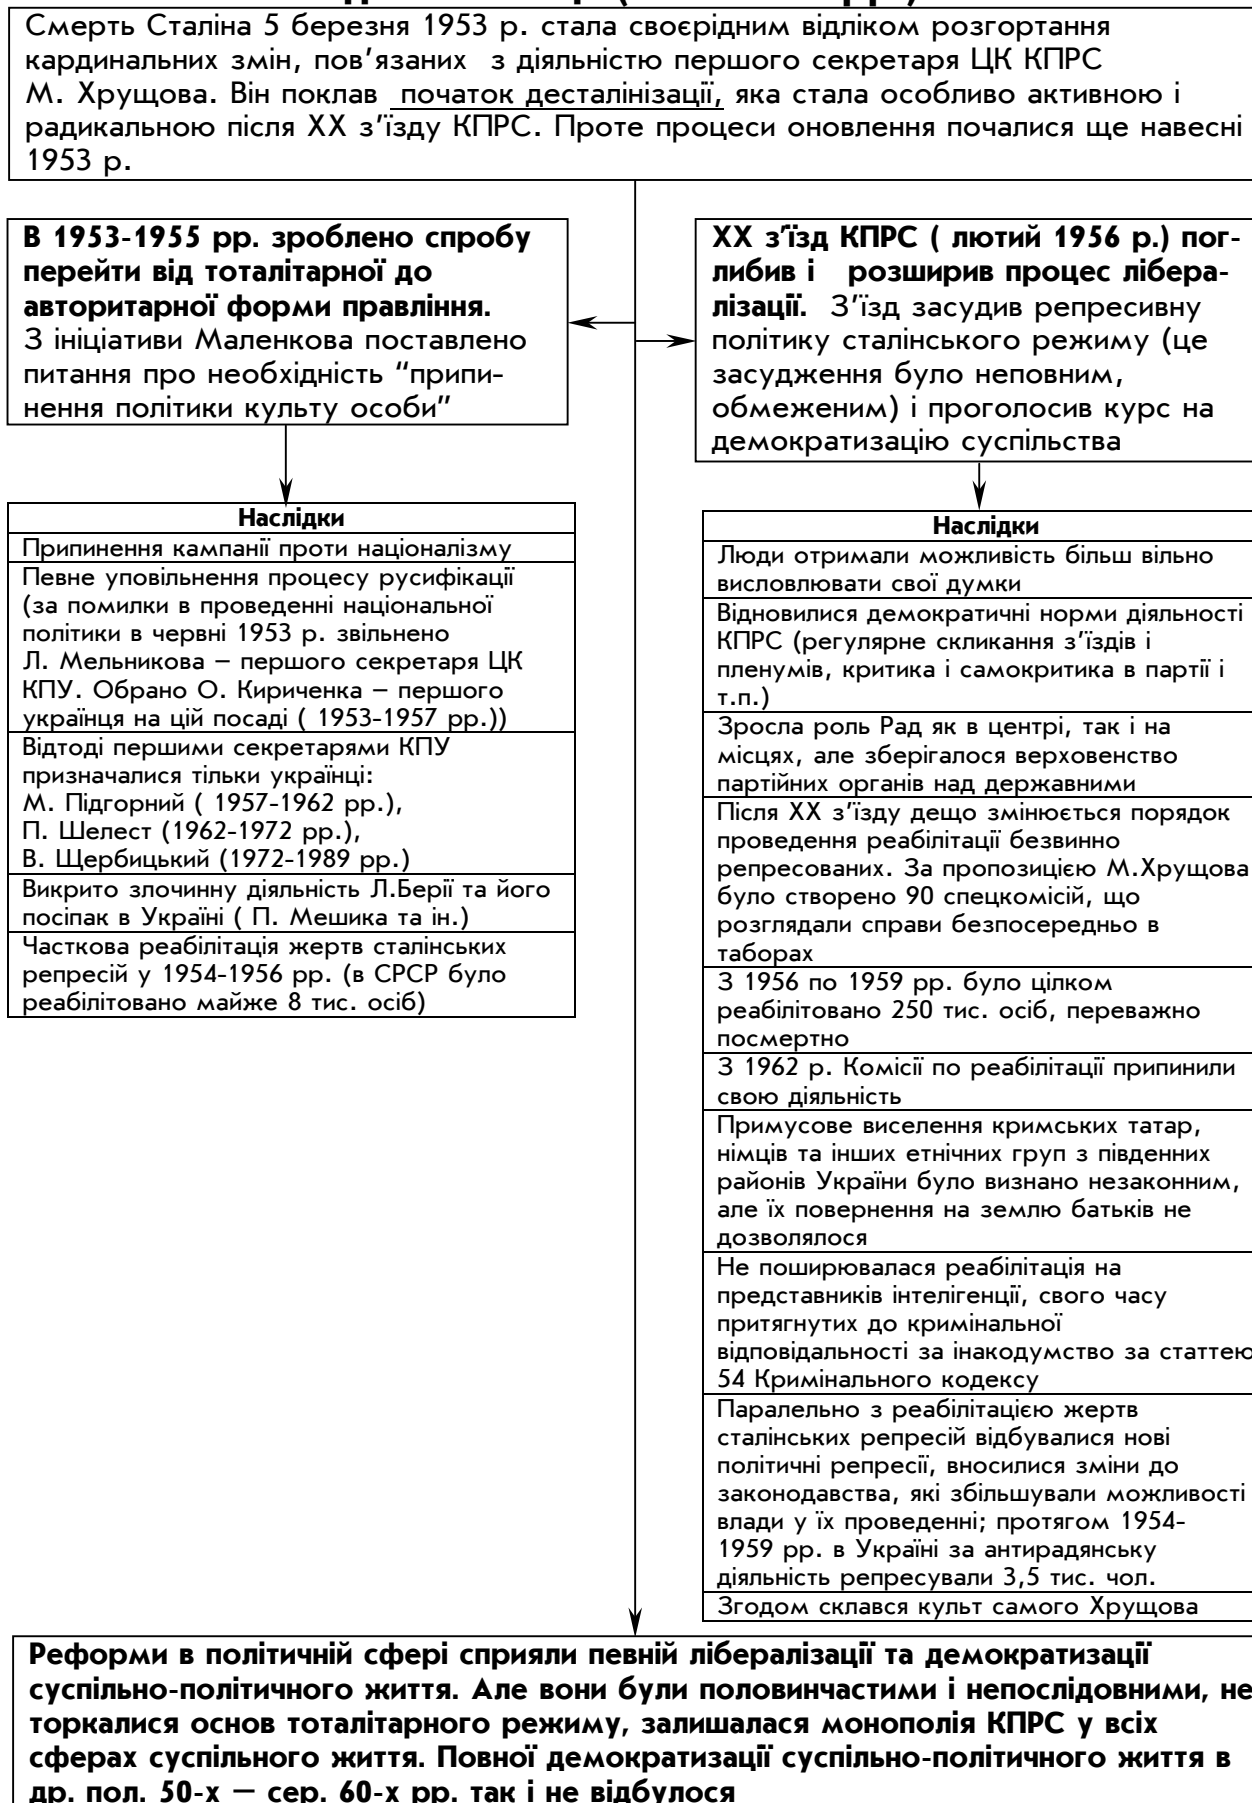 Смерть Сталіна 5 березня 1953 р. стала своєрідним відліком розгортання
кардинальних змін, пов’язаних з діяльністю першого секретаря ЦК КПРС
М. Хрущова. Він поклав початок десталінізації, яка стала особливо активною і
радикальною після ХХ з’їзду КПРС. Проте процеси оновлення почалися ще навесні
1953 р.
В 1953-1955 рр. зроблено спробу
перейти від тоталітарної до
авторитарної форми правління.
З ініціативи Маленкова поставлено
питання про необхідність “припи-
нення політики культу особи”
ХХ з’їзд КПРС ( лютий 1956 р.) пог-
либив і розширив процес лібера-
лізації. З’їзд засудив репресивну
політику сталінського режиму (це
засудження було неповним,
обмеженим) і проголосив курс на
демократизацію суспільства
Наслідки
Припинення кампанії проти націоналізму
Певне уповільнення процесу русифікації
(за помилки в проведенні національної
політики в червні 1953 р. звільнено
Л. Мельникова – першого секретаря ЦК
КПУ. Обрано О. Кириченка – першого
українця на цій посаді ( 1953-1957 рр.))
Відтоді першими секретарями КПУ
призначалися тільки українці:
М. Підгорний ( 1957-1962 рр.),
П. Шелест (1962-1972 рр.),
В. Щербицький (1972-1989 рр.)
Викрито злочинну діяльність Л.Берії та його
посіпак в Україні ( П. Мешика та ін.)
Часткова реабілітація жертв сталінських
репресій у 1954-1956 рр. (в СРСР було
реабілітовано майже 8 тис. осіб)
Наслідки
Люди отримали можливість більш вільно
висловлювати свої думки
Відновилися демократичні норми діяльності
КПРС (регулярне скликання з’їздів і
пленумів, критика і самокритика в партії і
т.п.)
Зросла роль Рад як в центрі, так і на
місцях, але зберігалося верховенство
партійних органів над державними
Після ХХ з’їзду дещо змінюється порядок
проведення реабілітації безвинно
репресованих. За пропозицією М.Хрущова
було створено 90 спецкомісій, що
розглядали справи безпосередньо в
таборах
З 1956 по 1959 рр. було цілком
реабілітовано 250 тис. осіб, переважно
посмертно
З 1962 р. Комісії по реабілітації припинили
свою діяльність
Примусове виселення кримських татар,
німців та інших етнічних груп з південних
районів України було визнано незаконним,
але їх повернення на землю батьків не
дозволялося
Не поширювалася реабілітація на
представників інтелігенції, свого часу
притягнутих до кримінальної
відповідальності за інакодумство за статтею
54 Кримінального кодексу
Паралельно з реабілітацією жертв
сталінських репресій відбувалися нові
політичні репресії, вносилися зміни до
законодавства, які збільшували можливості
влади у їх проведенні; протягом 1954-
1959 рр. в Україні за антирадянську
діяльність репресували 3,5 тис. чол.
Згодом склався культ самого Хрущова
Реформи в політичній сфері сприяли певній лібералізації та демократизації
суспільно-політичного життя. Але вони були половинчастими і непослідовними, не
торкалися основ тоталітарного режиму, залишалася монополія КПРС у всіх
сферах суспільного життя. Повної демократизації суспільно-політичного життя в
др. пол. 50-х – сер. 60-х рр. так і не відбулося